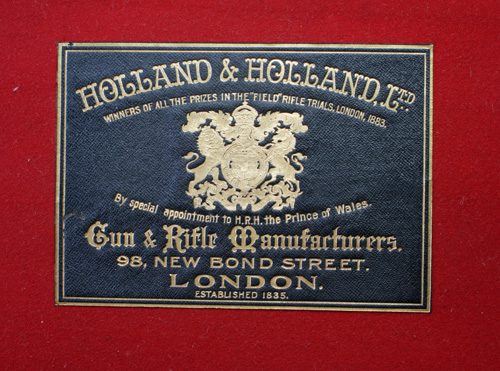 HOLLAND & HOLLAND, LTD
WINNERS OF ALL THE PRIZES IN THE "FIELD" RIFLE TRIALS, LONDON, 1883.
By special appointment to H.R.H. the Prince of Wales.
Gun & Rifle Manufacturers.
98, NEW BOND STREET.
LONDON.
ESTABLISHED 1835.